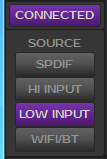 CONNECTED
SOURCE
SPDIF
HI INPUT
LOW INPUT
WIFI/BT